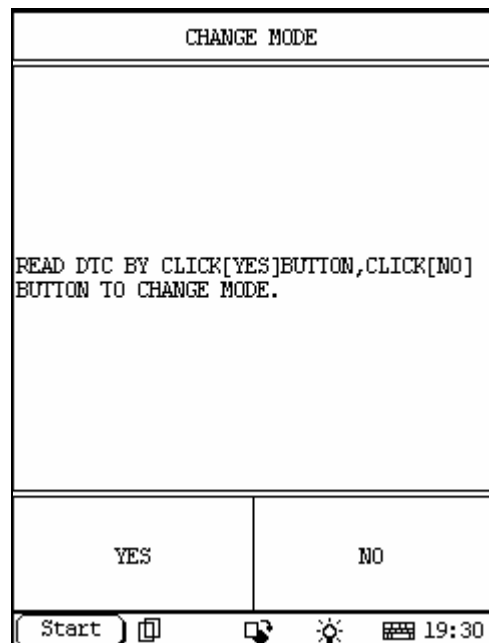 CHANGE MODE
READ DTC BY CLICK[YES]BUTTON,CLICK[NO]
BUTTON TO CHANGE MODE.
YES
NO
Start
19:30